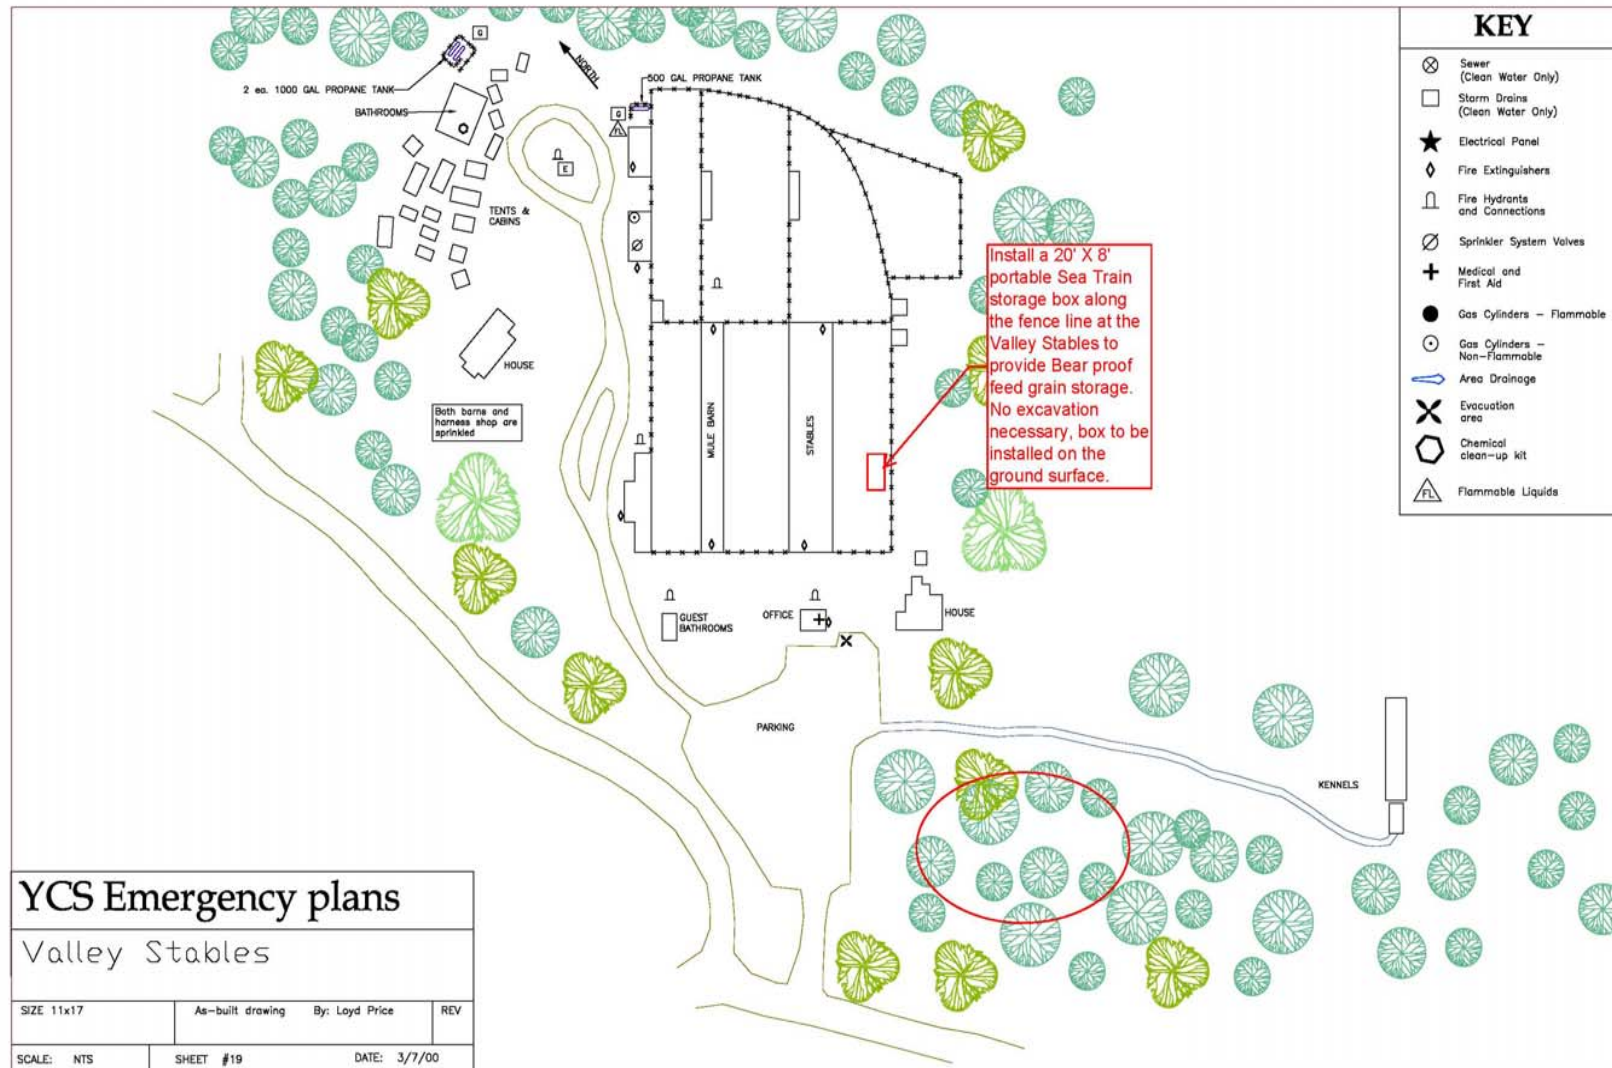 G
2 ea. 1000 GAL PROPANE TANK
BATHROOMS
NORTH
500 GAL PROPANE TANK
G
FL
E
TENTS &
CABINS
HOUSE
Both barns and
harness shop are
sprinkled
MULE BARN
STABLES
Install a 20' X 8'
portable Sea Train
storage box along
the fence line at the
Valley Stables to
provide Bear proof
feed grain storage.
No excavation
necessary, box to be
installed on the
ground surface.
GUEST
BATHROOMS
OFFICE
HOUSE
PARKING
KENNELS
KEY
Sewer
(Clean Water Only)
Storm Drains
(Clean Water Only)
Electrical Panel
Fire Extinguishers
Fire Hydrants
and Connections
Sprinkler System Valves
Medical and
First Aid
Gas Cylinders – Flammable
Gas Cylinders –
Non-Flammable
Area Drainage
Evacuation
area
Chemical
clean-up kit
FL
Flammable Liquids
YCS Emergency plans
Valley Stables
SIZE 11x17 As-built drawing By: Loyd Price REV
SCALE: NTS SHEET #19 DATE: 3/7/00